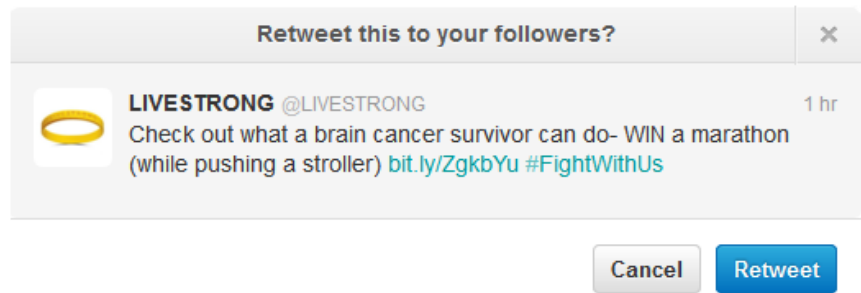 Retweet this to your followers?
LIVESTRONG @LIVESTRONG 1 hr
Check out what a brain cancer survivor can do- WIN a marathon
(while pushing a stroller) bit.ly/ZgkbYu #FightWithUs
Cancel Retweet